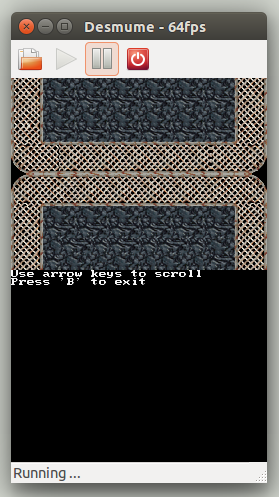 Desmume - 64fps
Use arrow keys to scroll
Press 'B' to exit
Running ...